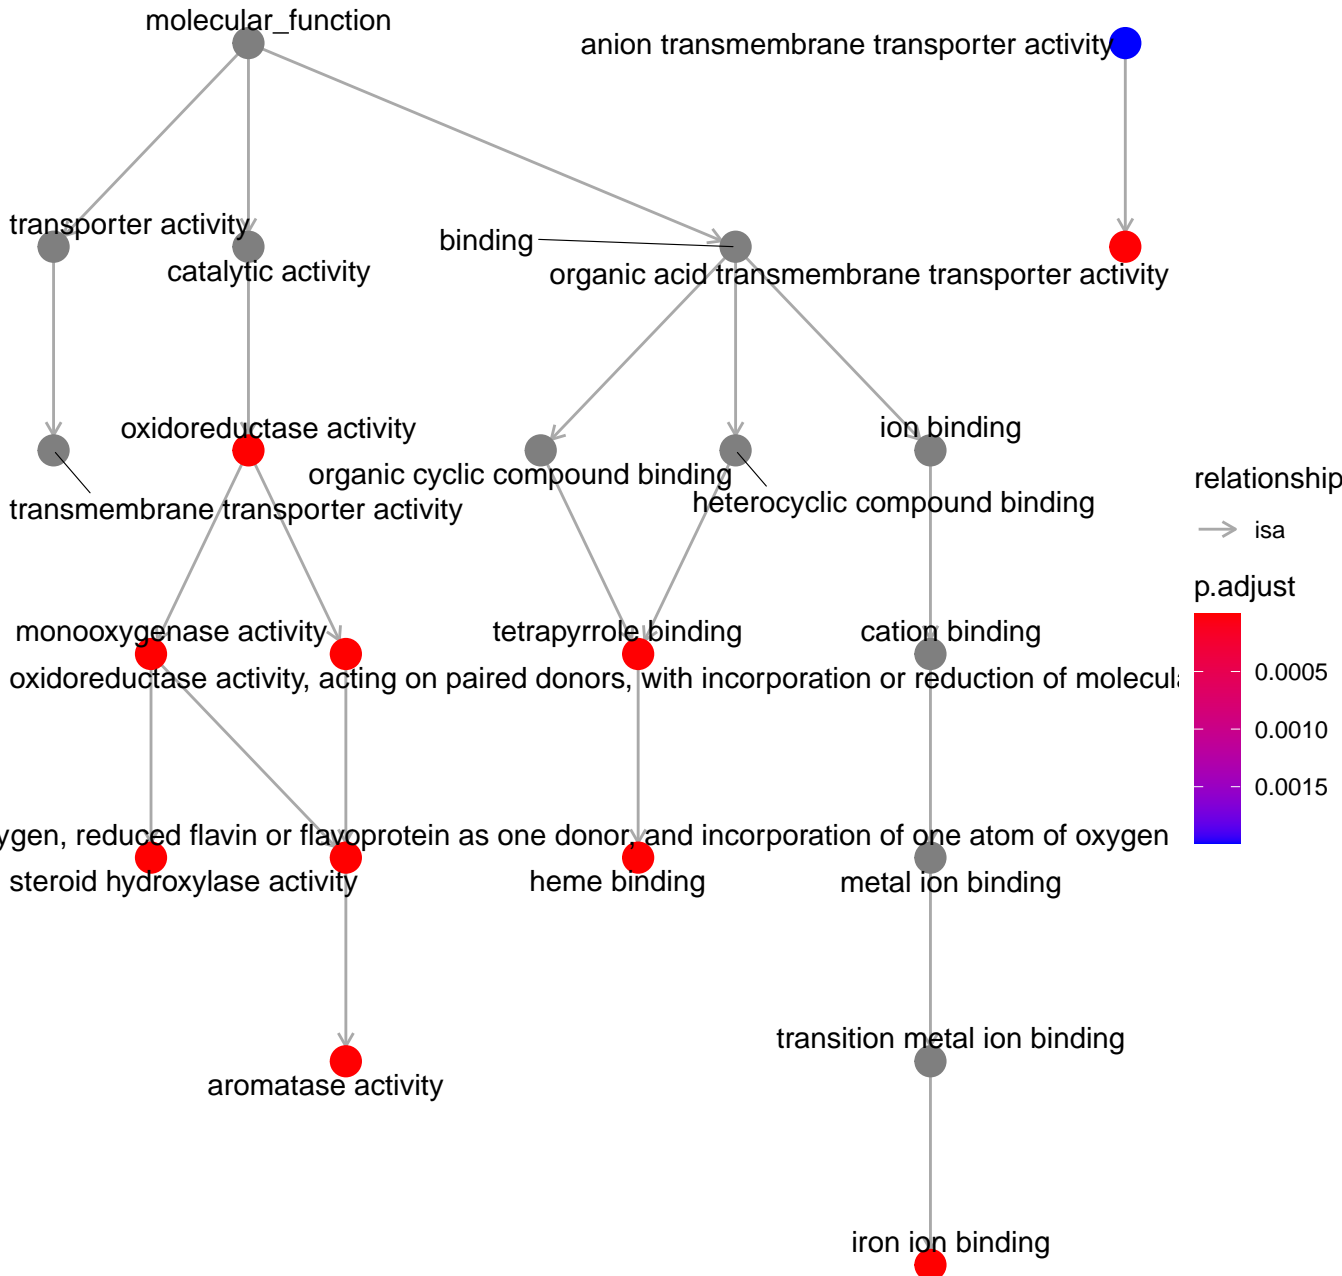 molecular_function
anion transmembrane transporter activity
transporter activity
catalytic activity
binding
organic acid transmembrane transporter activity
oxidoreductase activity
ion binding
organic cyclic compound binding
heterocyclic compound binding
transmembrane transporter activity
relationship
isa
p.adjust
0.0005
0.0010
0.0015
monooxygenase activity
tetrapyrrole binding
cation binding
oxidoreductase activity, acting on paired donors, with incorporation or reduction of
reduced flavin or flavoprotein as one donor, and incorporation of one atom of oxygen
steroid hydroxylase activity
heme binding
metal ion binding
transition metal ion binding
aromatase activity
iron ion binding